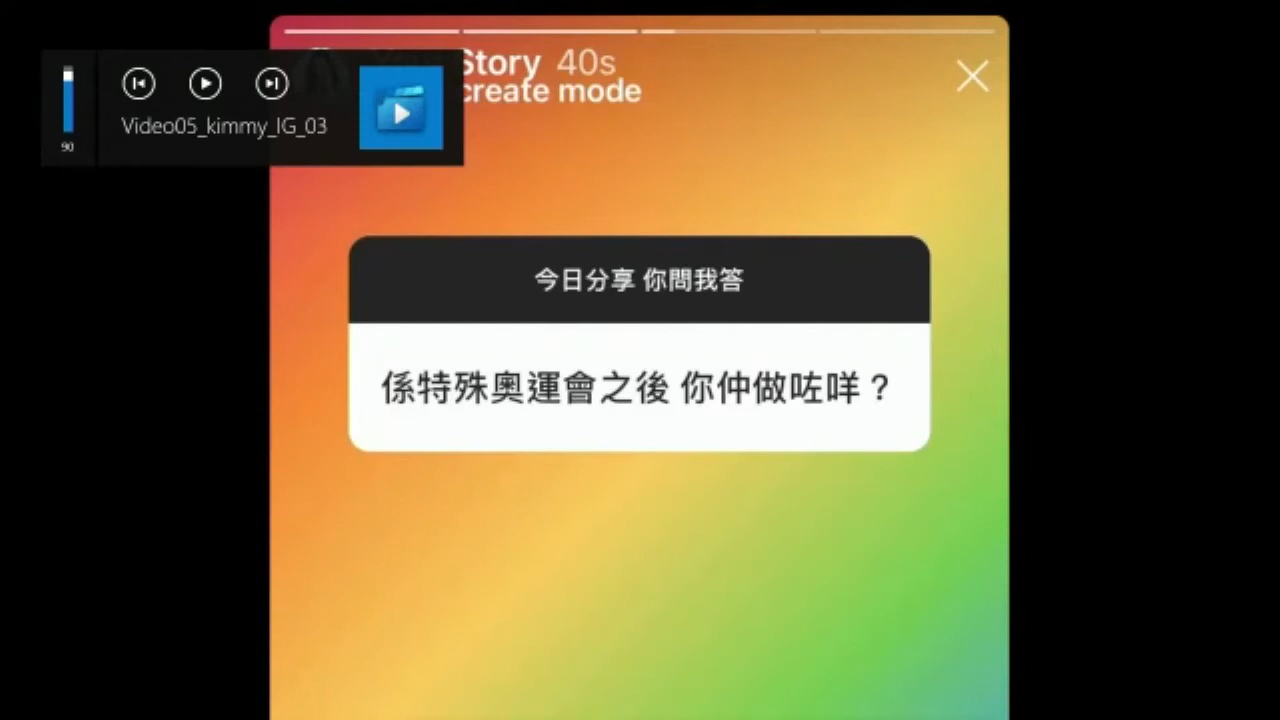 Story 40s
create mode
Video05_kimmy_IG_03
90
今日分享 你問我答
係特殊奧運會之後 你仲做咗咩？